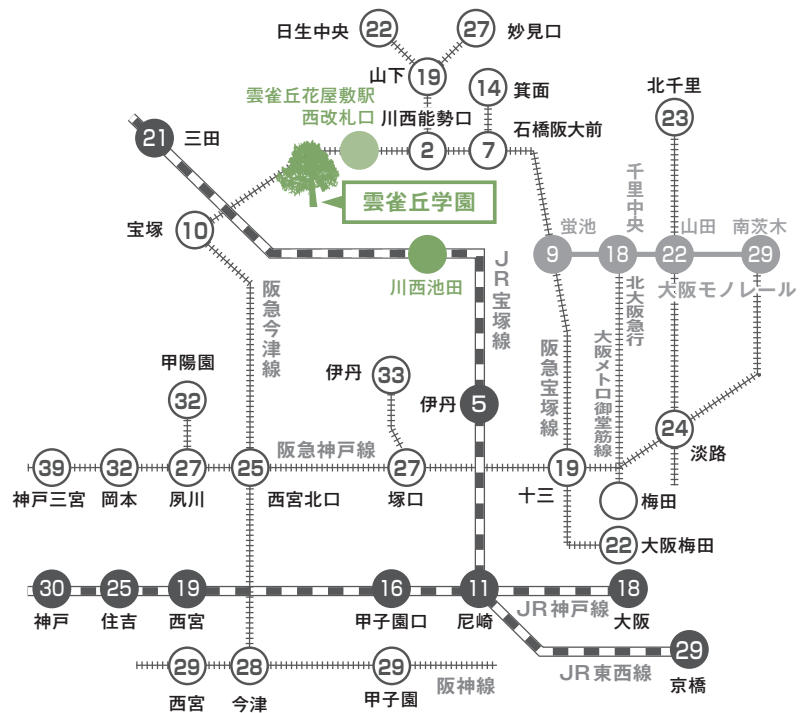 日生中央
22
27
妙見口
山下
19
雲雀丘花屋敷駅
西改札口
川西能勢口
2
14
箕面
7
石橋阪大前
北千里
23
21
三田
雲雀丘学園
宝塚
10
川西池田
JR宝塚線
蛍池
9
千里中央
18
山田
22
南茨木
29
大阪モノレール
北大阪急行
大阪メトロ御堂筋線
阪急宝塚線
阪急今津線
甲陽園
32
伊丹
33
伊丹
5
24
淡路
阪急神戸線
39
神戸三宮
32
岡本
27
夙川
25
西宮北口
27
塚口
19
十三
梅田
22
大阪梅田
30
神戸
25
住吉
19
西宮
16
甲子園口
11
尼崎
JR神戸線
18
大阪
29
京橋
JR東西線
29
西宮
28
今津
29
甲子園
阪神線